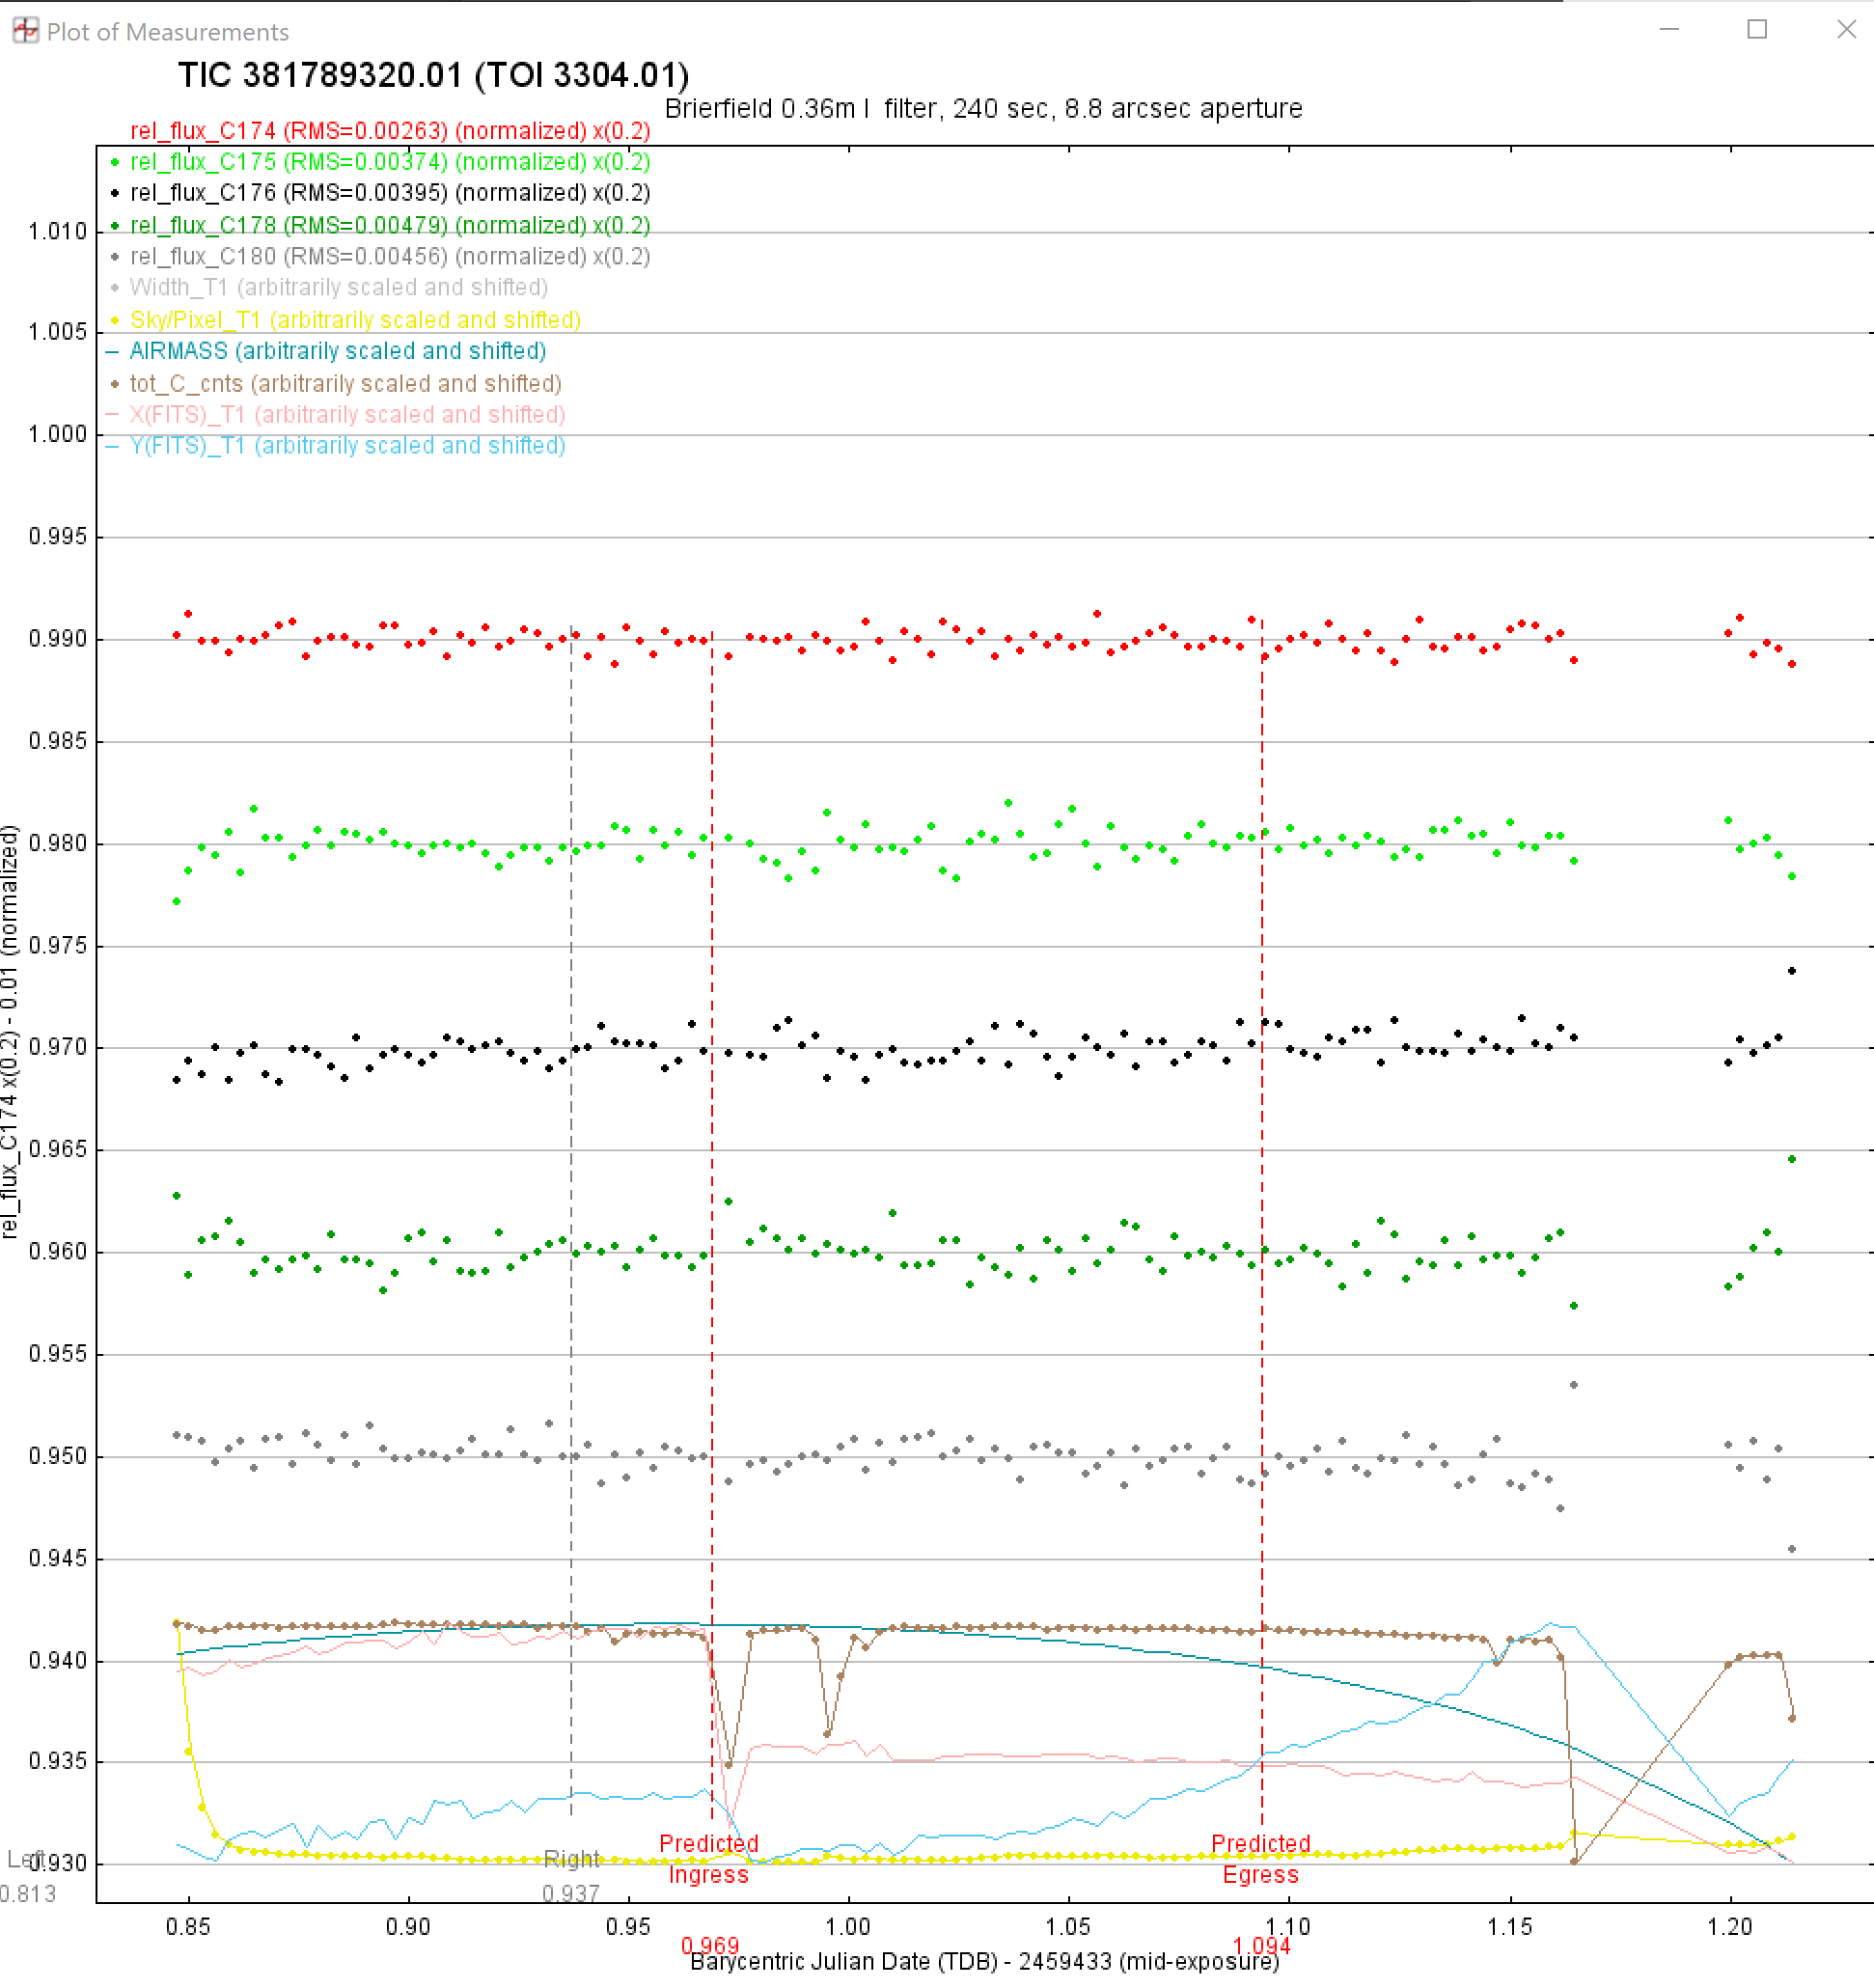 Plot of Measurements
TIC 381789320.01 (TOI 3304.01)
Brierfield 0.36m I filter, 240 sec, 8.8 arcsec aperture
rel_flux_C174 (RMS=0.00263) (normalized) x(0.2)
rel_flux_C175 (RMS=0.00374) (normalized) x(0.2)
rel_flux_C176 (RMS=0.00395) (normalized) x(0.2)
rel_flux_C178 (RMS=0.00479) (normalized) x(0.2)
rel_flux_C180 (RMS=0.00456) (normalized) x(0.2)
Width_T1 (arbitrarily scaled and shifted)
Sky/Pixel_T1 (arbitrarily scaled and shifted)
AIRMASS (arbitrarily scaled and shifted)
tot_C_cnts (arbitrarily scaled and shifted)
X(FITS)_T1 (arbitrarily scaled and shifted)
Y(FITS)_T1 (arbitrarily scaled and shifted)
1.010
1.005
1.000
0.995
0.990
0.985
0.980
0.975
0.970
0.965
0.960
0.955
0.950
0.945
0.940
0.935
0.930
rel_flux_C174 x(0.2) - 0.01 (normalized)
Left
0.813
Right
0.937
Predicted
Ingress
Predicted
Egress
0.85 0.90 0.95 1.00 1.05 1.10 1.15 1.20
0.969 1.094
Barycentric Julian Date (TDB) - 2459433 (mid-exposure)